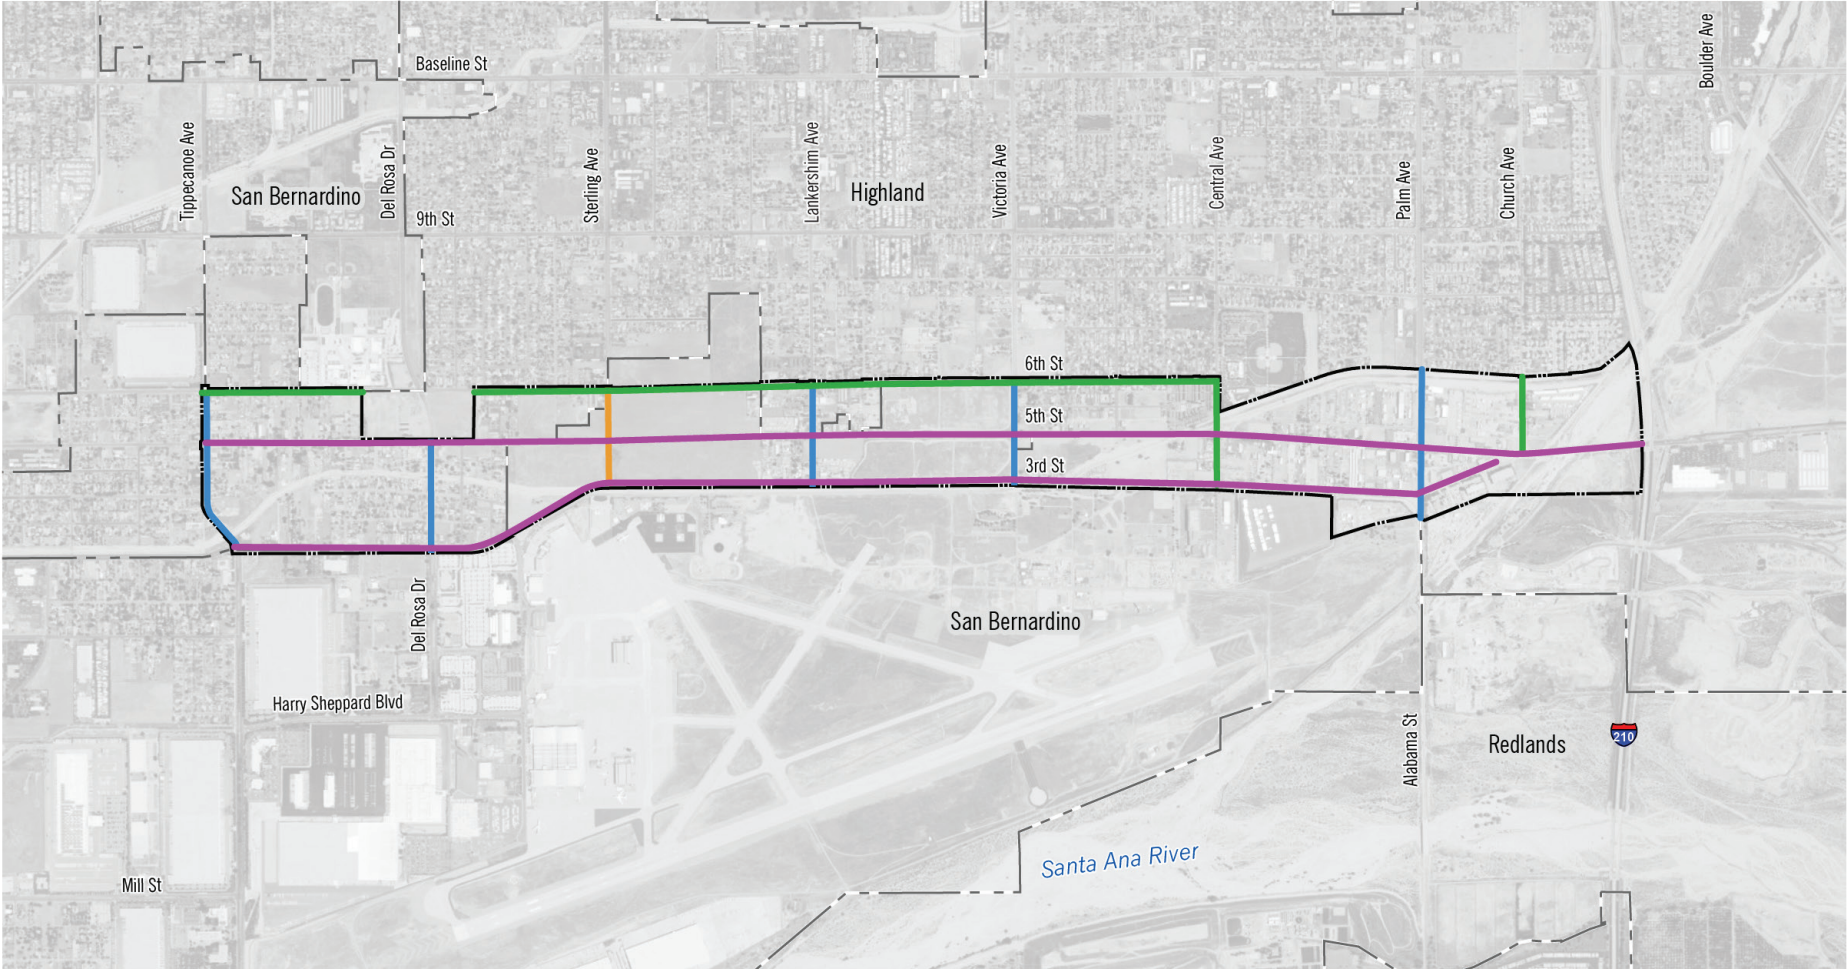 Baseline St
Boulder Ave
Tippecanoe Ave
Del Rosa Dr
Sterling Ave
Lankershim Ave
Victoria Ave
Central Ave
Palm Ave
Church Ave
San Bernardino
Highland
9th St
6th St
5th St
3rd St
Del Rosa Dr
San Bernardino
Harry Sheppard Blvd
Alabama St
Redlands
210
Santa Ana River
Mill St